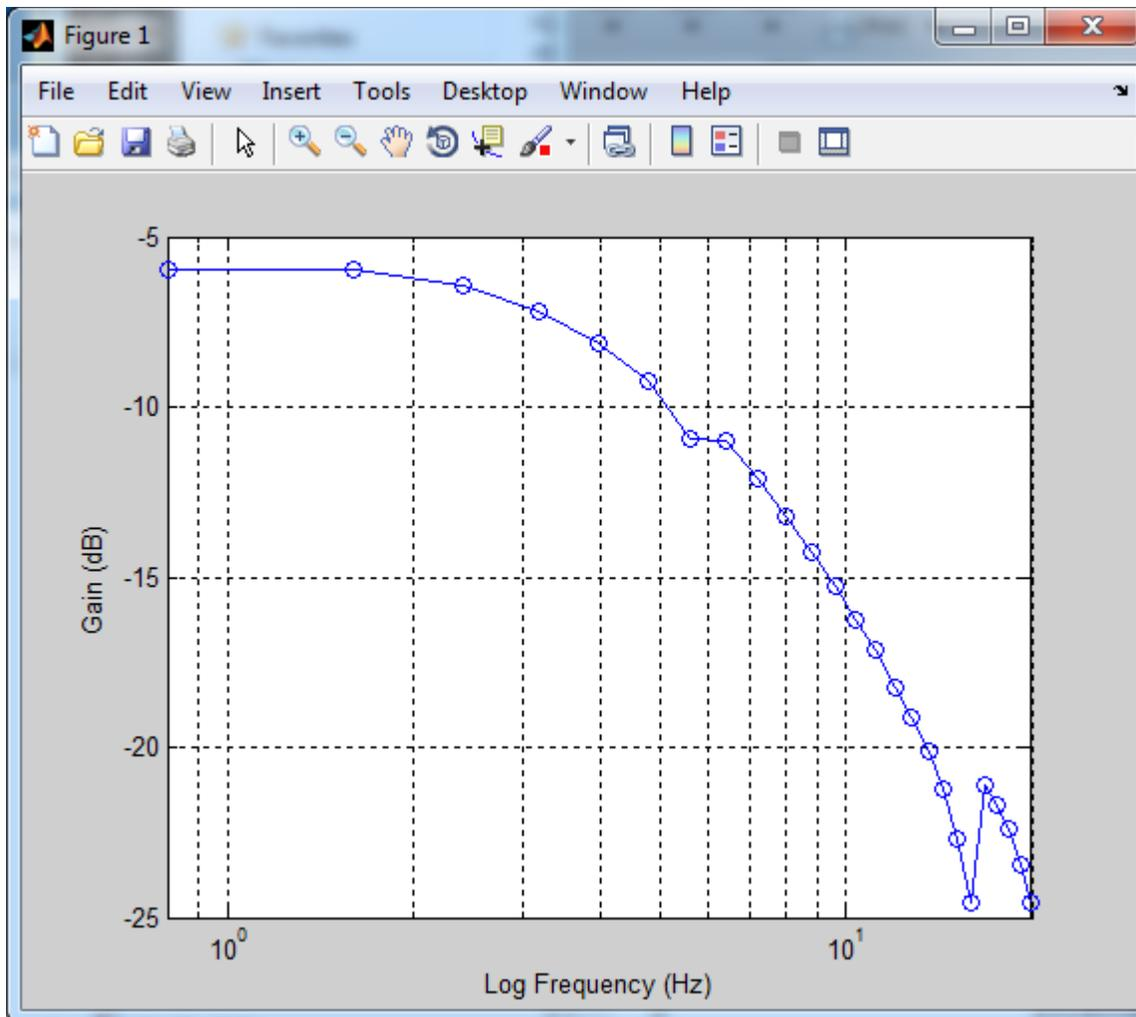 Figure 1
File Edit View Insert Tools Desktop Window Help
-5
-10
-15
-20
-25
Gain (dB)
10^0 10^1
Log Frequency (Hz)